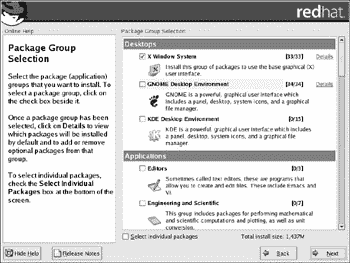 redhat
Online Help
Package Group Selection
Package Group
Selection
Select the package (application)
groups that you want to install. To
select a package group, click on
the check box beside it.
Once a package group has been
selected, click on Details to view
which packages will be installed
by default and to add or remove
optional packages from that
group.
To select individual packages,
check the Select Individual
Packages box at the bottom of the
screen.
Desktops
X Window System [33/33] Details
Install this group of packages to use the base graphical (X)
user interface.
GNOME Desktop Environment [24/24] Details
GNOME is a powerful, graphical user interface which
includes a panel, desktop, system icons, and a graphical
file manager.
KDE Desktop Environment [0/15]
KDE is a powerful, graphical user interface which includes
a panel, desktop, system icons, and a graphical file
manager.
Applications
Editors [0/3]
Sometimes called text editors, these are programs that
allow you to create and edit files. These include Emacs and
Vi.
Engineering and Scientific [0/7]
This group includes packages for performing mathematical
and scientific computations and plotting, as well as unit
conversion.
Select individual packages Total install size: 1,437M
Hide Help
Release Notes
Back
Next